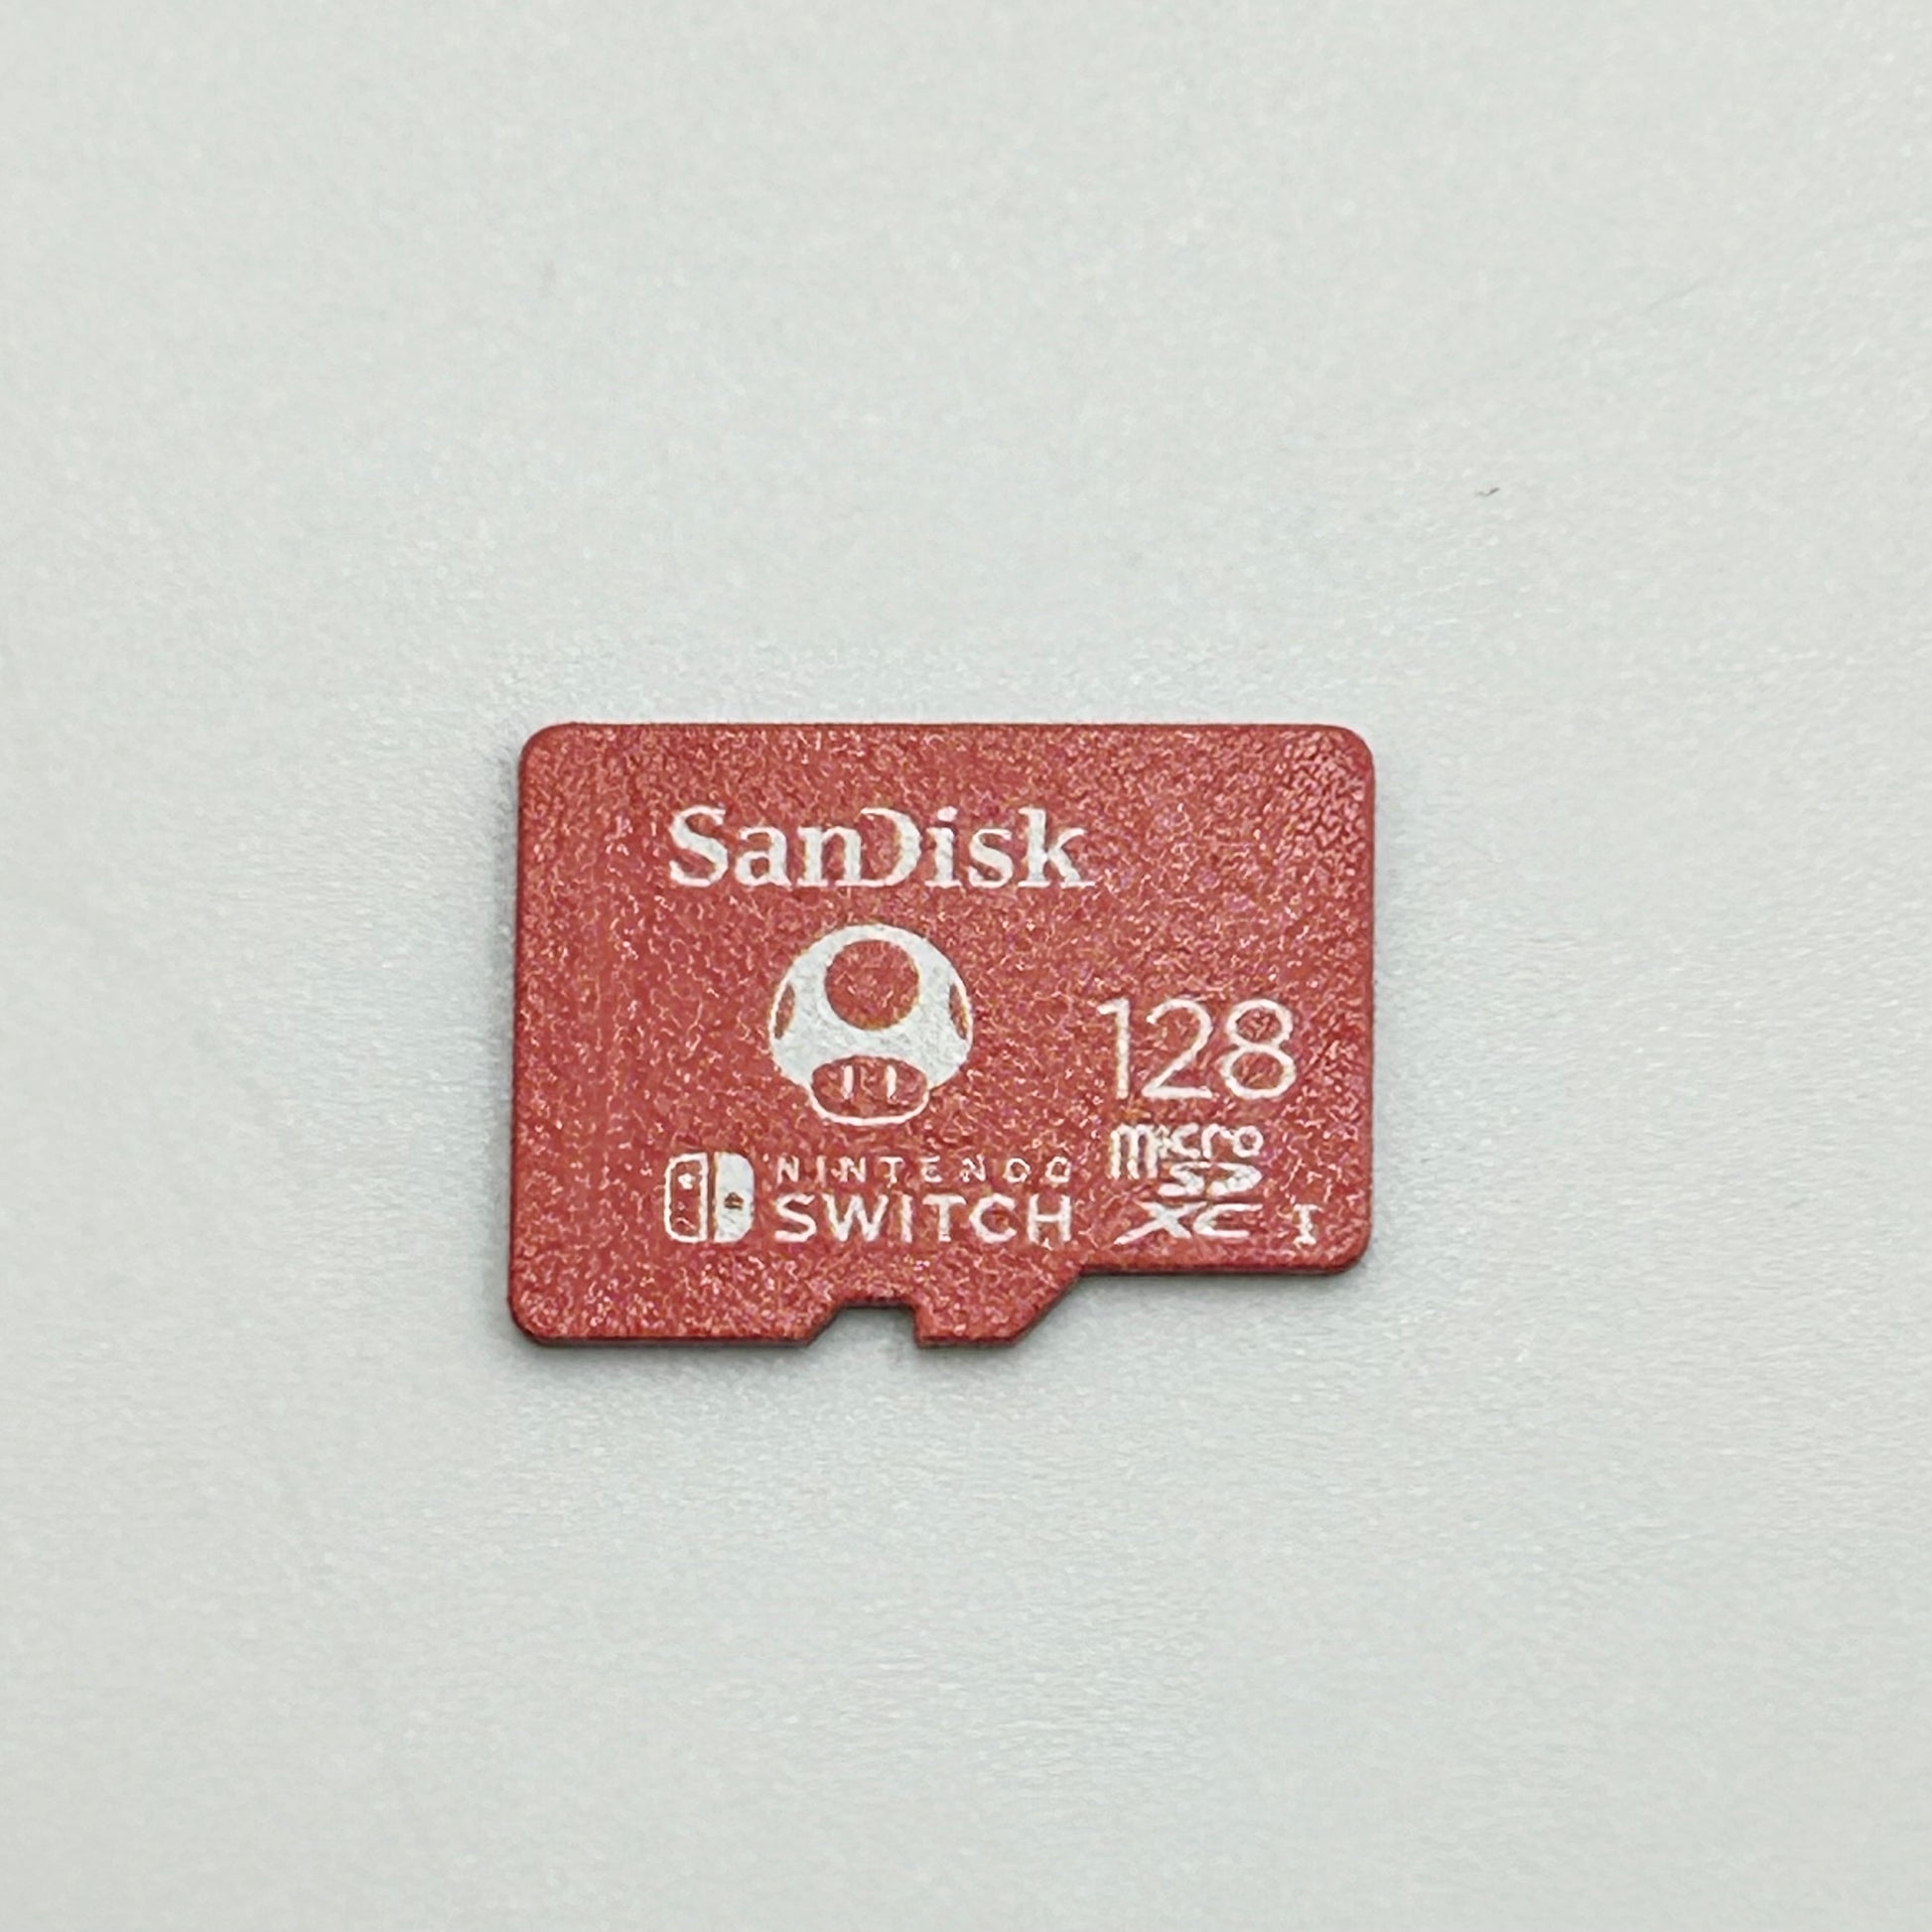 SanDisk
128
micro
SD
XC I
NINTENDO
SWITCH